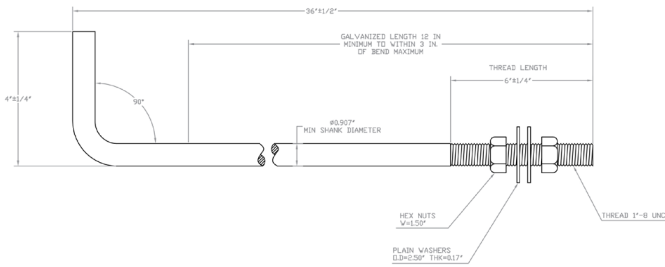 36"±1/2"
GALVANIZED LENGTH 12 IN
MINIMUM TO WITHIN 3 IN.
OF BEND MAXIMUM
THREAD LENGTH
6"±1/4"
4"±1/4"
90°
Ø0.907"
MIN SHANK DIAMETER
HEX NUTS
W=1.50"
THREAD 1"-8 UNC
PLAIN WASHERS
O.D=2.50" THK=0.17"